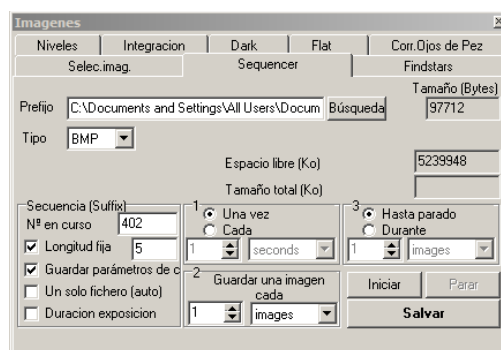 Imagenes
Niveles Integracion Dark Flat Corr.Ojos de Pez
Selec.imag. Sequencer Findstars
Tamaño (Bytes)
Prefijo C:\Documents and Settings\All Users\Docum Búsqueda 97712
Tipo BMP
Espacio libre (Ko) 5239948
Tamaño total (Ko)
Secuencia (Suffix)
Nº en curso 402
Longitud fija 5
Guardar parámetros de c
Un solo fichero (auto)
Duracion exposicion
1
Una vez
Cada
1 seconds
2 Guardar una imagen
cada
1 images
3
Hasta parado
Durante
1 images
Iniciar Parar
Salvar